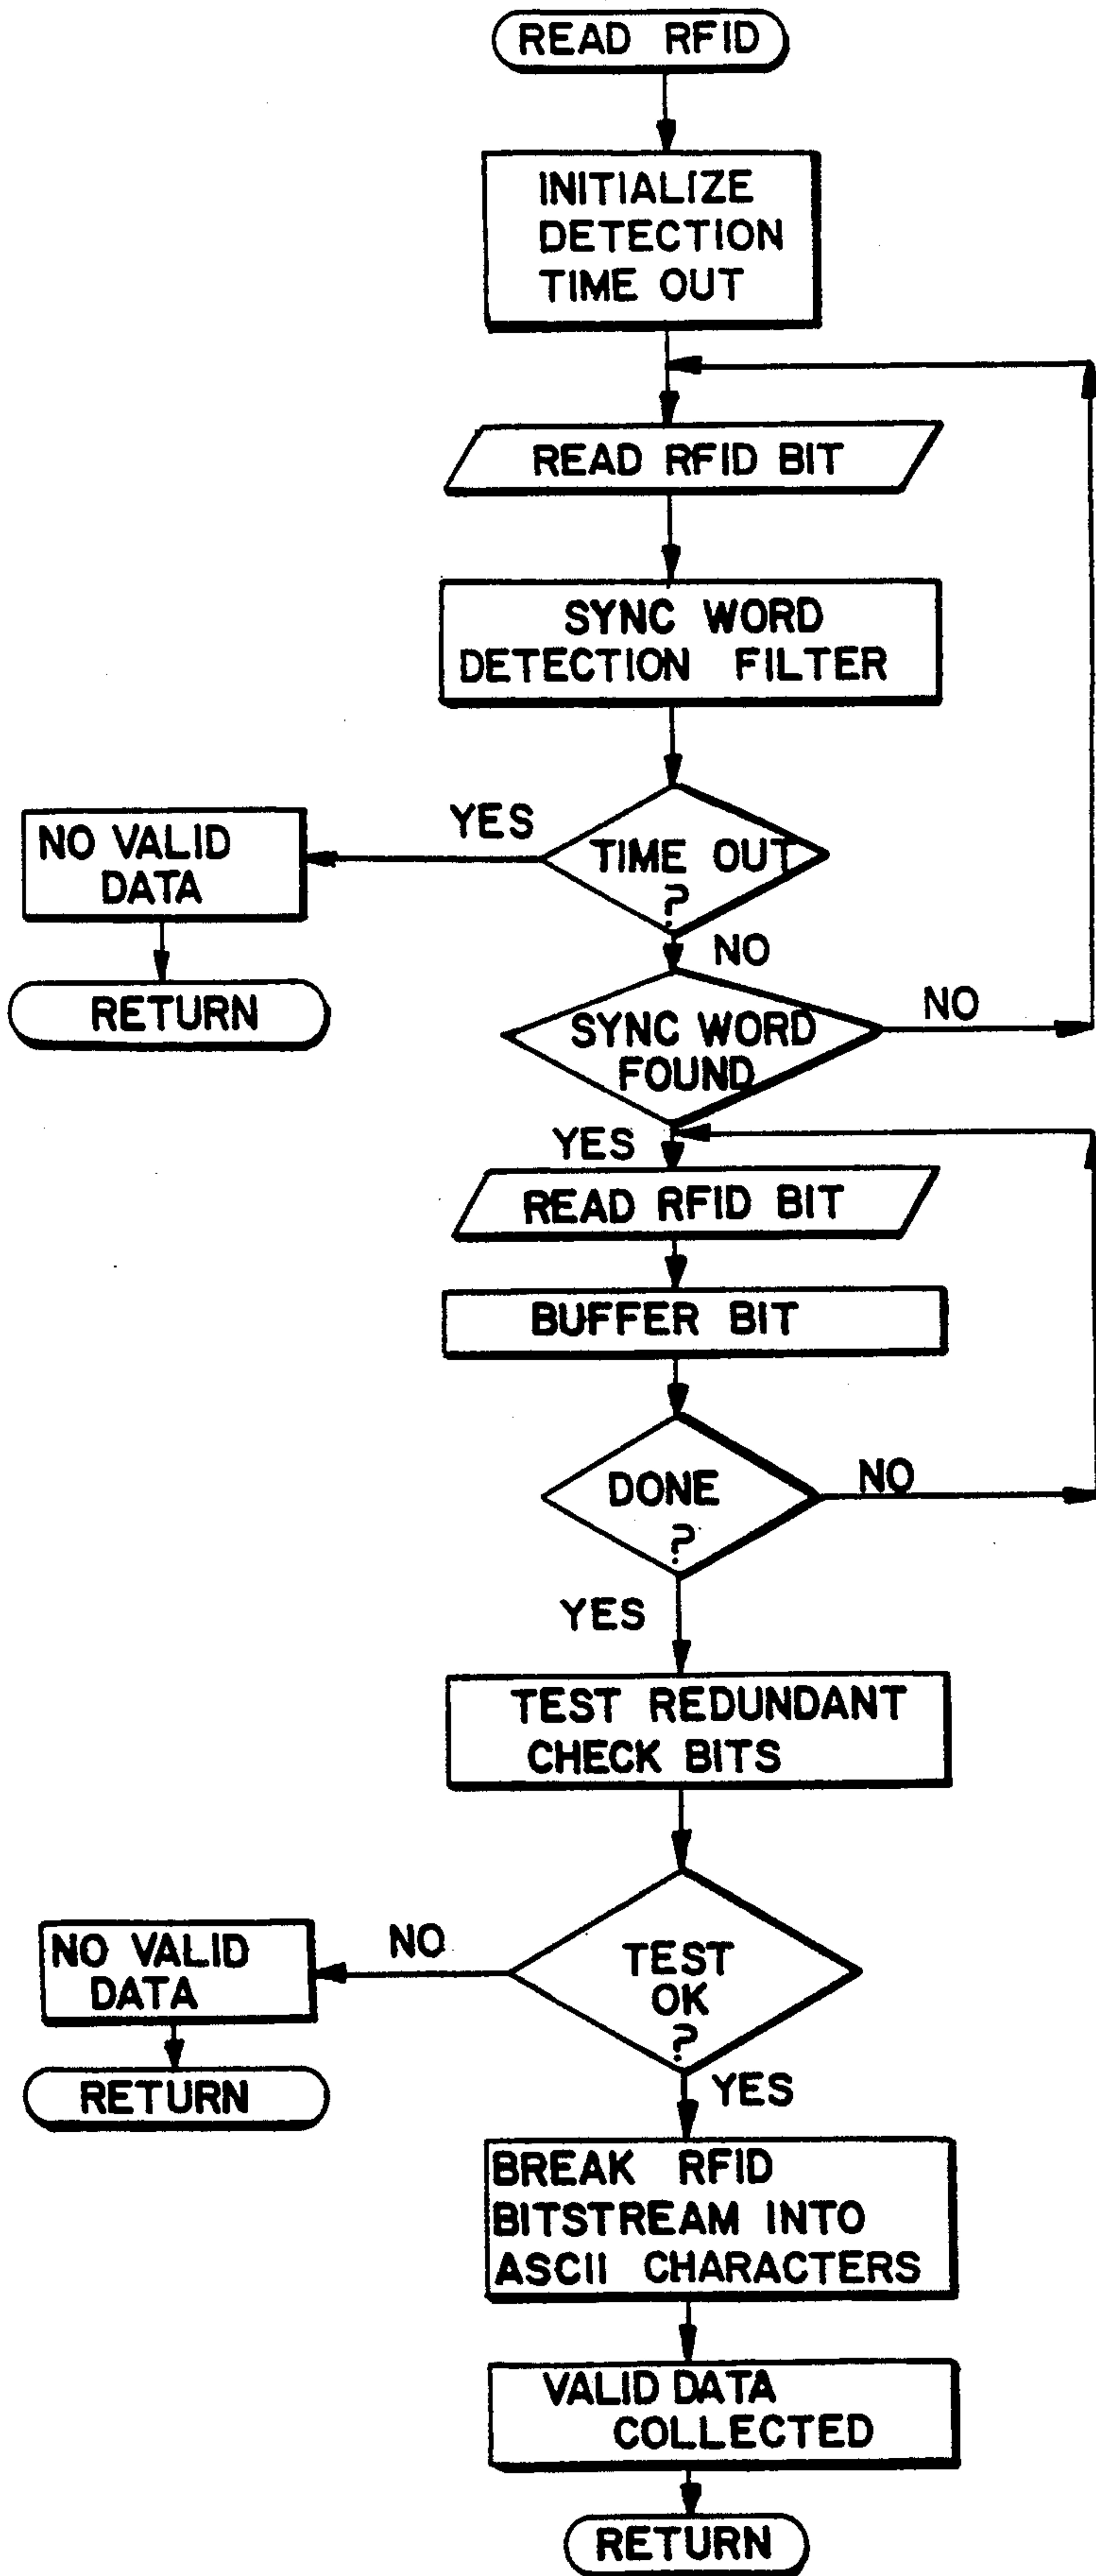 READ RFID
INITIALIZE
DETECTION
TIME OUT
READ RFID BIT
SYNC WORD
DETECTION FILTER
YES
TIME OUT
?
NO VALID
DATA
RETURN
NO
SYNC WORD
FOUND
NO
YES
READ RFID BIT
BUFFER BIT
DONE
?
NO
YES
TEST REDUNDANT
CHECK BITS
TEST
OK
?
NO
NO VALID
DATA
RETURN
YES
BREAK RFID
BITSTREAM INTO
ASCII CHARACTERS
VALID DATA
COLLECTED
RETURN